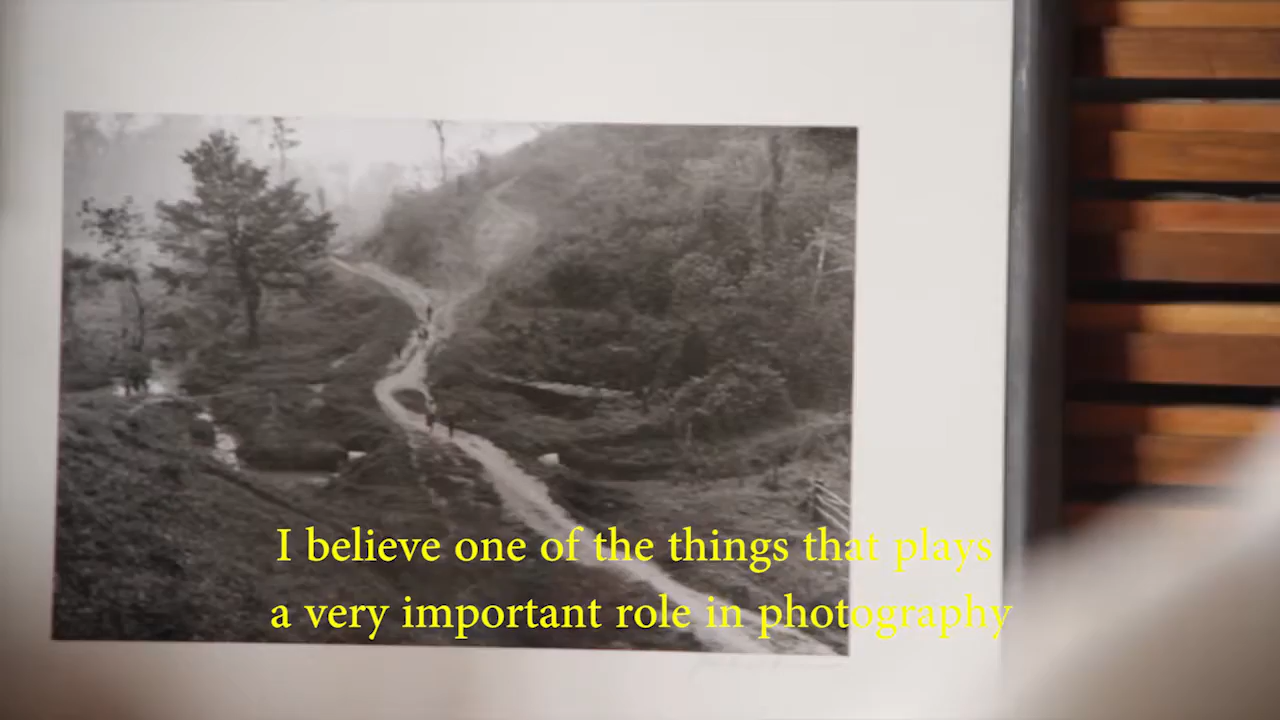 I believe one of the things that plays
a very important role in photography